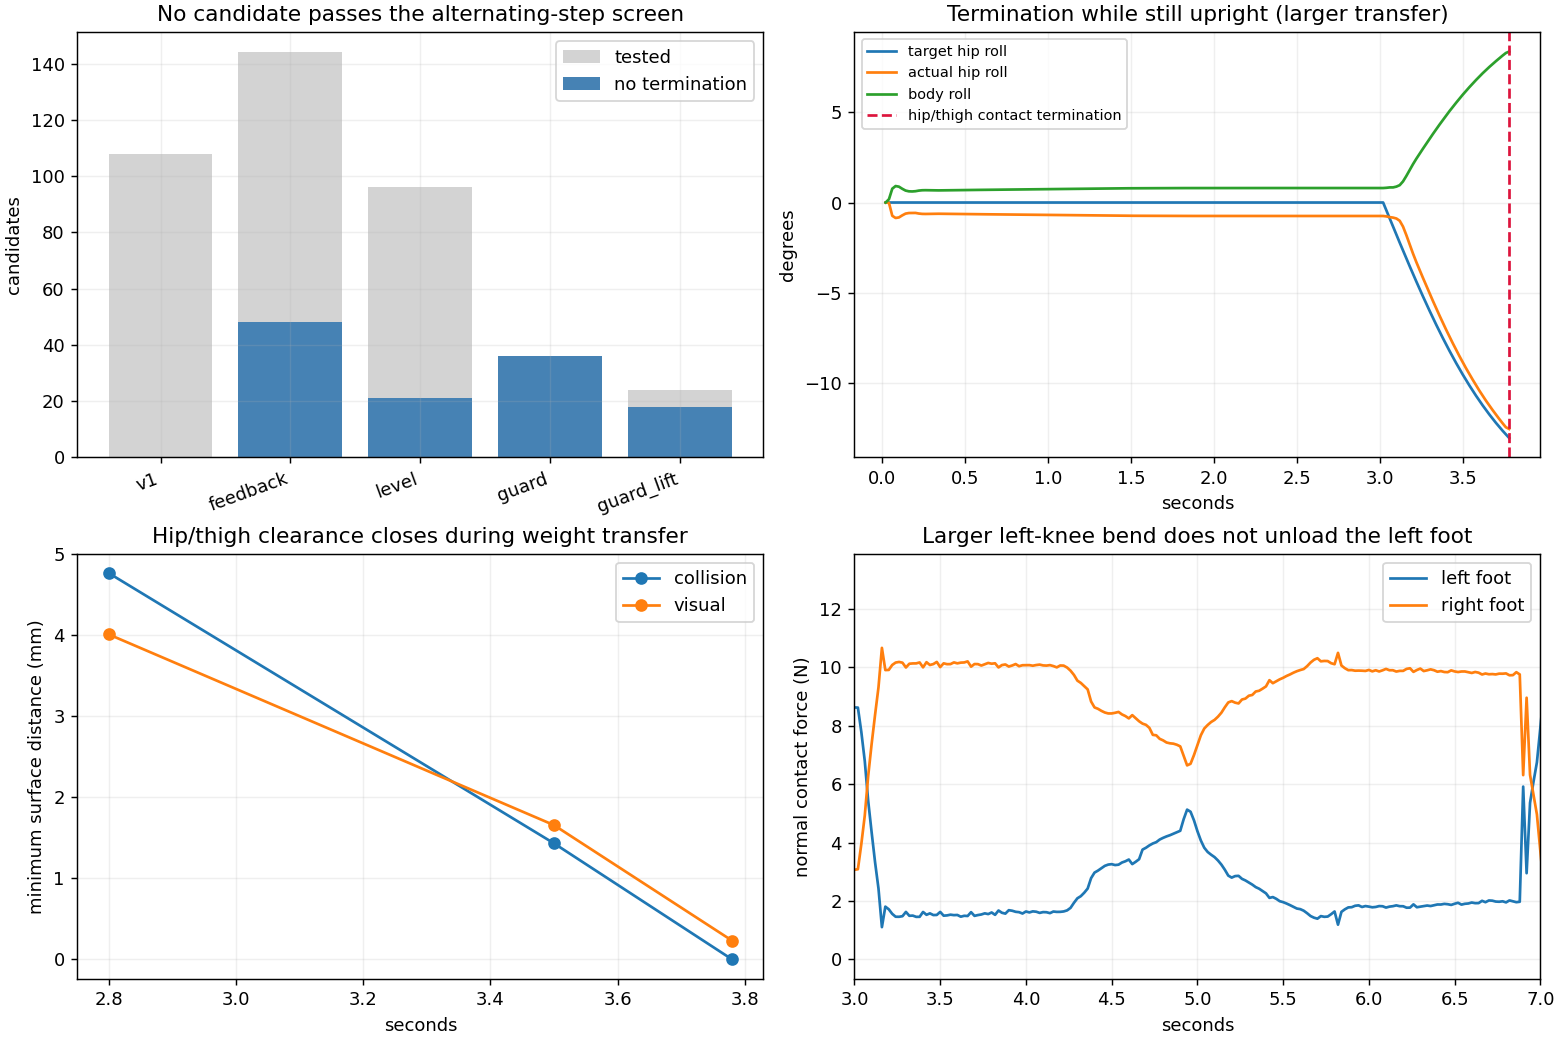 No candidate passes the alternating-step screen
tested
no termination
candidates
140
120
100
80
60
40
20
0
v1
feedback
level
guard
guard_lift
Termination while still upright (larger transfer)
target hip roll
actual hip roll
body roll
hip/thigh contact termination
degrees
5
0
−5
−10
0.0 0.5 1.0 1.5 2.0 2.5 3.0 3.5
seconds
Hip/thigh clearance closes during weight transfer
collision
visual
minimum surface distance (mm)
5
4
3
2
1
0
2.8 3.0 3.2 3.4 3.6 3.8
seconds
Larger left-knee bend does not unload the left foot
left foot
right foot
normal contact force (N)
12
10
8
6
4
2
0
3.0 3.5 4.0 4.5 5.0 5.5 6.0 6.5 7.0
seconds